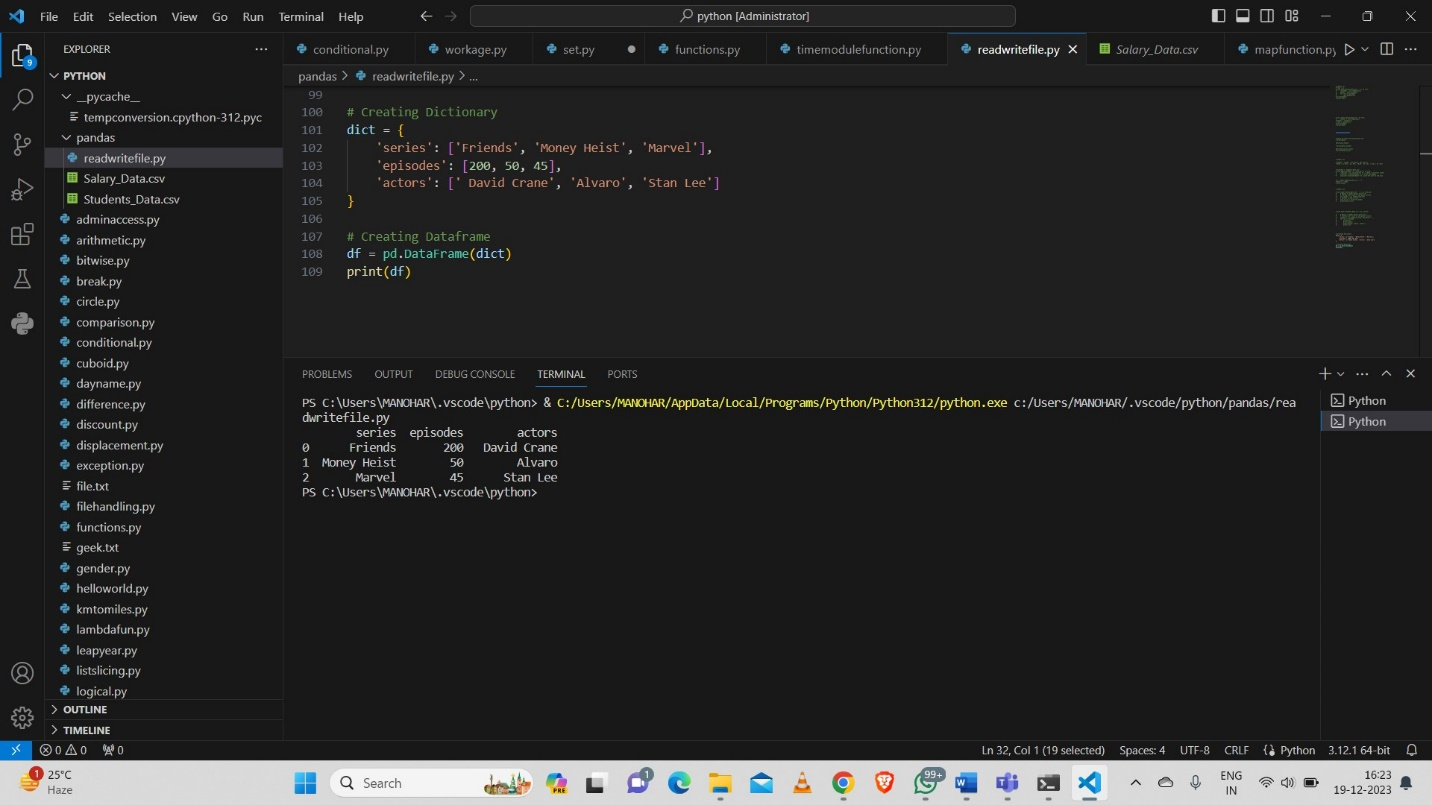 File Edit Selection View Go Run Terminal Help
python [Administrator]
EXPLORER
conditional.py workage.py set.py functions.py timemodulefunction.py readwritefile.py Salary_Data.csv mapfunction.py
pandas > readwritefile.py > ...
9
PYTHON
__pycache__
tempconversion.cpython-312.pyc
pandas
readwritefile.py
Salary_Data.csv
Students_Data.csv
adminaccess.py
arithmetic.py
bitwise.py
break.py
circle.py
comparison.py
conditional.py
cuboid.py
dayname.py
difference.py
discount.py
displacement.py
exception.py
file.txt
filehandling.py
functions.py
geek.txt
gender.py
helloworld.py
kmtomiles.py
lambdafun.py
leapyear.py
listslicing.py
logical.py
OUTLINE
TIMELINE
99
100 # Creating Dictionary
101 dict = {
102 'series': ['Friends', 'Money Heist', 'Marvel'],
103 'episodes': [200, 50, 45],
104 'actors': [' David Crane', 'Alvaro', 'Stan Lee']
105 }
106
107 # Creating Dataframe
108 df = pd.DataFrame(dict)
109 print(df)
PROBLEMS OUTPUT DEBUG CONSOLE TERMINAL PORTS
PS C:\Users\MANOHAR\.vscode\python> & C:/Users/MANOHAR/AppData/Local/Programs/Python/Python312/python.exe c:/Users/MANOHAR/.vscode/python/pandas/rea
dwritefile.py
series episodes actors
0 Friends 200 David Crane
1 Money Heist 50 Alvaro
2 Marvel 45 Stan Lee
PS C:\Users\MANOHAR\.vscode\python>
Python
Python
0 0 0
Ln 32, Col 1 (19 selected) Spaces: 4 UTF-8 CRLF Python 3.12.1 64-bit
1
25°C
Haze
Search
PRE
1
99+
ENG
IN
16:23
19-12-2023